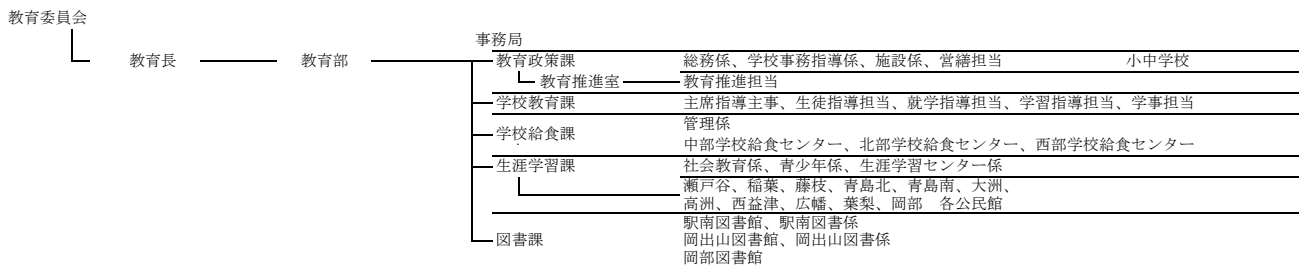 教育委員会
事務局
教育長 教育部 教育政策課 総務係、学校事務指導係、施設係、営繕担当 小中学校
教育推進室 教育推進担当
学校教育課 主席指導主事、生徒指導担当、就学指導担当、学習指導担当、学事担当
管理係
学校給食課
中部学校給食センター、北部学校給食センター、西部学校給食センター
生涯学習課 社会教育係、青少年係、生涯学習センター係
瀬戸谷、稲葉、藤枝、青島北、青島南、大洲、
高洲、西益津、広幡、葉梨、岡部 各公民館
駅南図書館、駅南図書係
図書課 岡出山図書館、岡出山図書係
岡部図書館